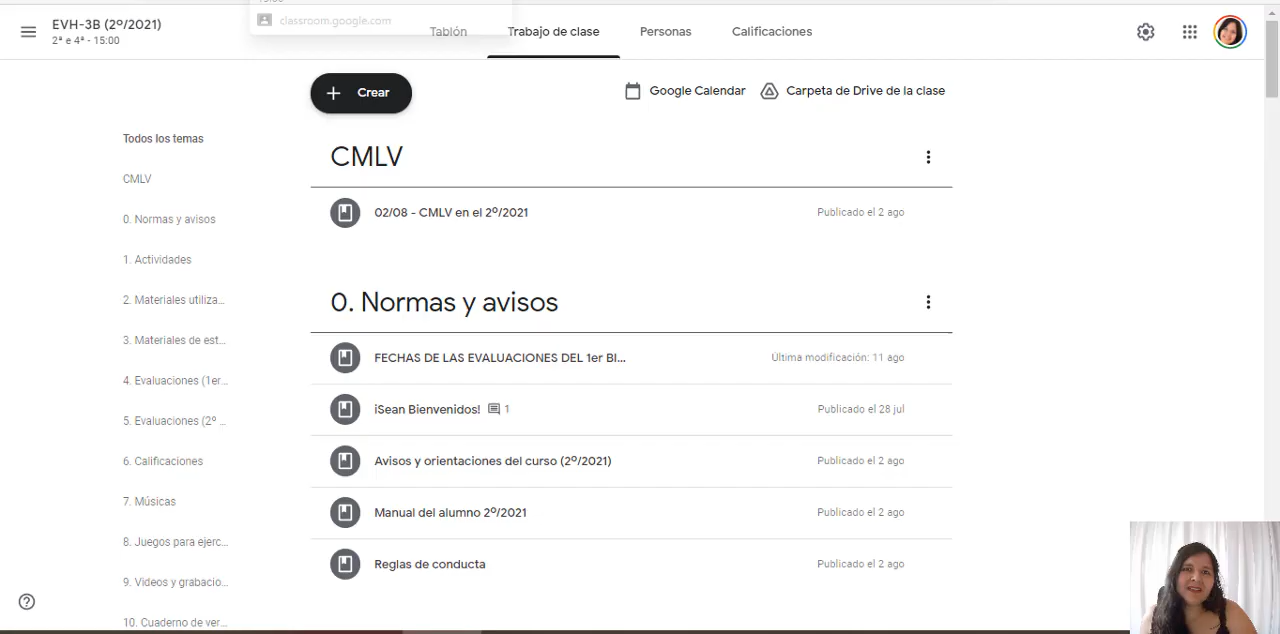 EVH-3B (2º/2021)
2ª e 4ª - 15:00
classroom.google.com
Tablón
Trabajo de clase
Personas
Calificaciones
Crear
Google Calendar
Carpeta de Drive de la clase
Todos los temas
CMLV
0. Normas y avisos
1. Actividades
2. Materiales utiliza...
3. Materiales de est...
4. Evaluaciones (1er...
5. Evaluaciones (2º ...
6. Calificaciones
7. Músicas
8. Juegos para ejerc...
9. Videos y grabacio...
10. Cuaderno de ver...
CMLV
02/08 - CMLV en el 2º/2021
Publicado el 2 ago
0. Normas y avisos
FECHAS DE LAS EVALUACIONES DEL 1er BI...
Última modificación: 11 ago
¡Sean Bienvenidos! 1
Publicado el 28 jul
Avisos y orientaciones del curso (2º/2021)
Publicado el 2 ago
Manual del alumno 2º/2021
Publicado el 2 ago
Reglas de conducta
Publicado el 2 ago